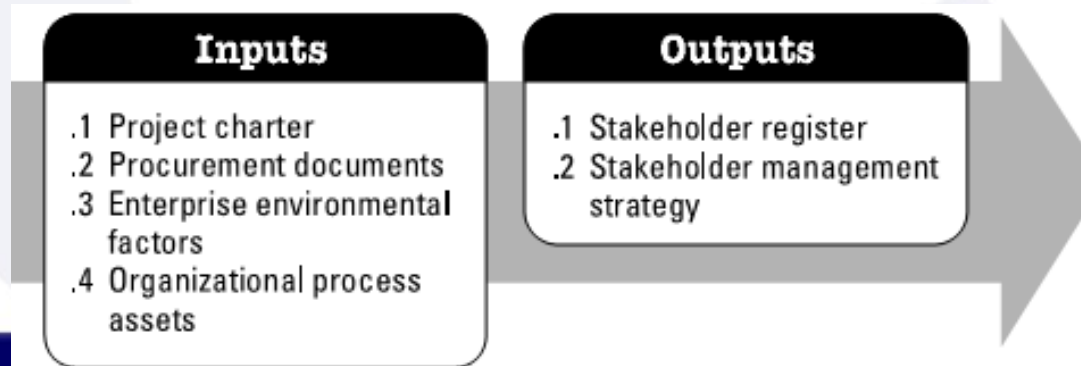 Inputs
.1 Project charter
.2 Procurement documents
.3 Enterprise environmental
factors
.4 Organizational process
assets
Outputs
.1 Stakeholder register
.2 Stakeholder management
strategy